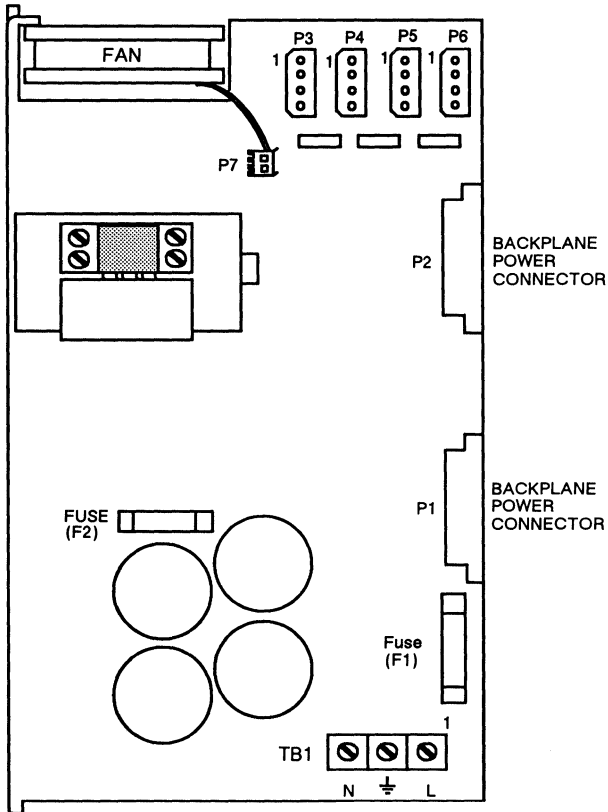 FAN
P3 P4 P5 P6
1 1 1 1
P7
P2
BACKPLANE
POWER
CONNECTOR
P1
BACKPLANE
POWER
CONNECTOR
FUSE
(F2)
Fuse
(F1)
1
TB1
N L